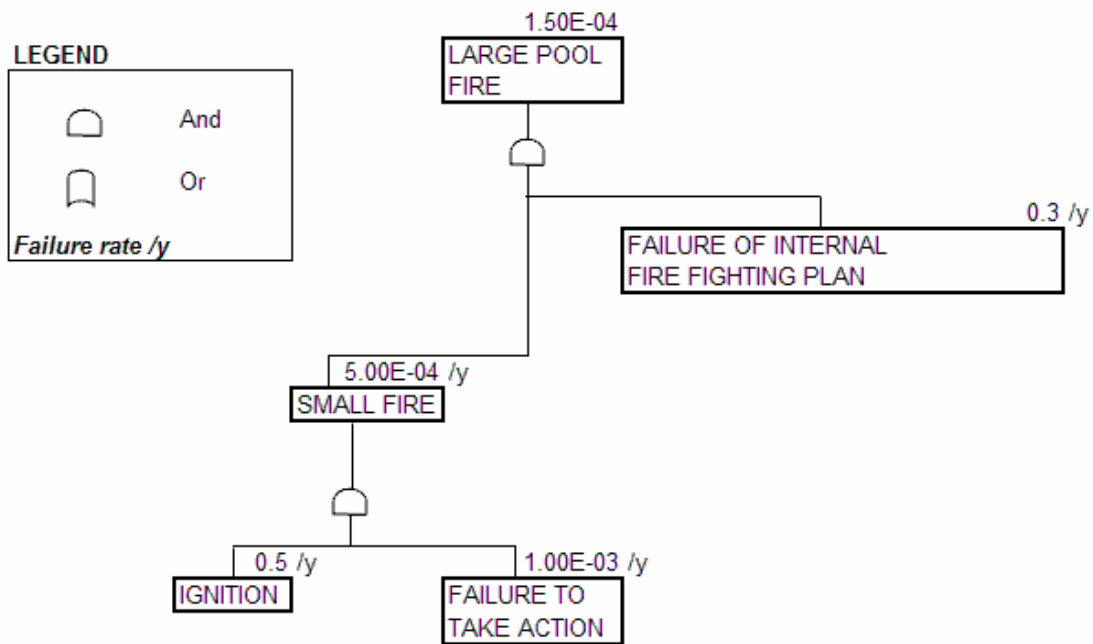 1.50E-04
LARGE POOL
FIRE
LEGEND
And
Or
Failure rate /y
0.3 /y
FAILURE OF INTERNAL
FIRE FIGHTING PLAN
5.00E-04 /y
SMALL FIRE
0.5 /y
IGNITION
1.00E-03 /y
FAILURE TO
TAKE ACTION